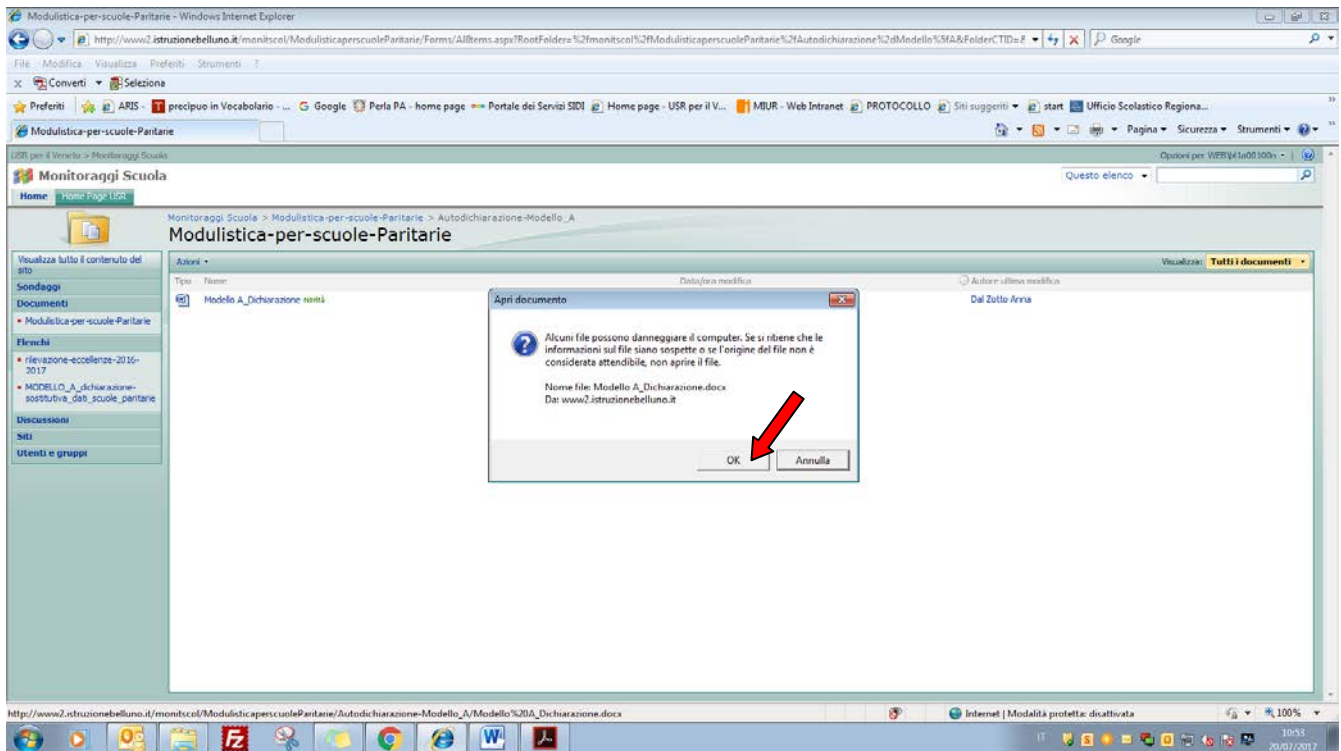 Modulistica-per-scuole-Paritarie - Windows Internet Explorer
http://www2.istruzionebelluno.it/monitscol/ModulisticaperscuoleParitarie/Forms/AllItems.aspx?RootFolder=%2fmonitscol%2fModulisticaperscuoleParitarie%2fAutodichiarazione%2dModello%5fA&FolderCTID=
Google
File Modifica Visualizza Preferiti Strumenti ?
x Converti Seleziona
Preferiti ARIS - precipuo in Vocabolario - ... Google Perla PA - home page Portale dei Servizi SIDI Home page - USR per il V... MIUR - Web Intranet PROTOCOLLO Siti suggeriti start Ufficio Scolastico Regiona...
Modulistica-per-scuole-Paritarie
Pagina Sicurezza Strumenti
USR per il Veneto > Monitoraggi Scuola
Opzioni per
Monitoraggi Scuola
Questo elenco
Home Home Page USR
Monitoraggi Scuola > Modulistica-per-scuole-Paritarie > Autodichiarazione-Modello_A
Modulistica-per-scuole-Paritarie
Visualizza tutto il contenuto del sito
Azioni
Visualizza: Tutti i documenti
Sondaggi
Documenti
• Modulistica-per-scuole-Paritarie
Elenchi
• rilevazione-eccellenze-2016-
2017
• MODELLO_A_dichiarazione-
sostitutiva_dati_scuole_paritarie
Discussioni
Siti
Utenti e gruppi
Tipo Nome Data/ora modifica Autore ultima modifica
Modello A_Dichiarazione novità Dal Zotto Anna
Apri documento
Alcuni file possono danneggiare il computer. Se si ritiene che le
informazioni sul file siano sospette o se l'origine del file non è
considerata attendibile, non aprire il file.
Nome file: Modello A_Dichiarazione.docx
Da: www2.istruzionebelluno.it
OK Annulla
http://www2.istruzionebelluno.it/monitscol/ModulisticaperscuoleParitarie/Autodichiarazione-Modello_A/Modello%20A_Dichiarazione.docx
Internet | Modalità protetta: disattivata
100%
IT
10:53
20/07/2017